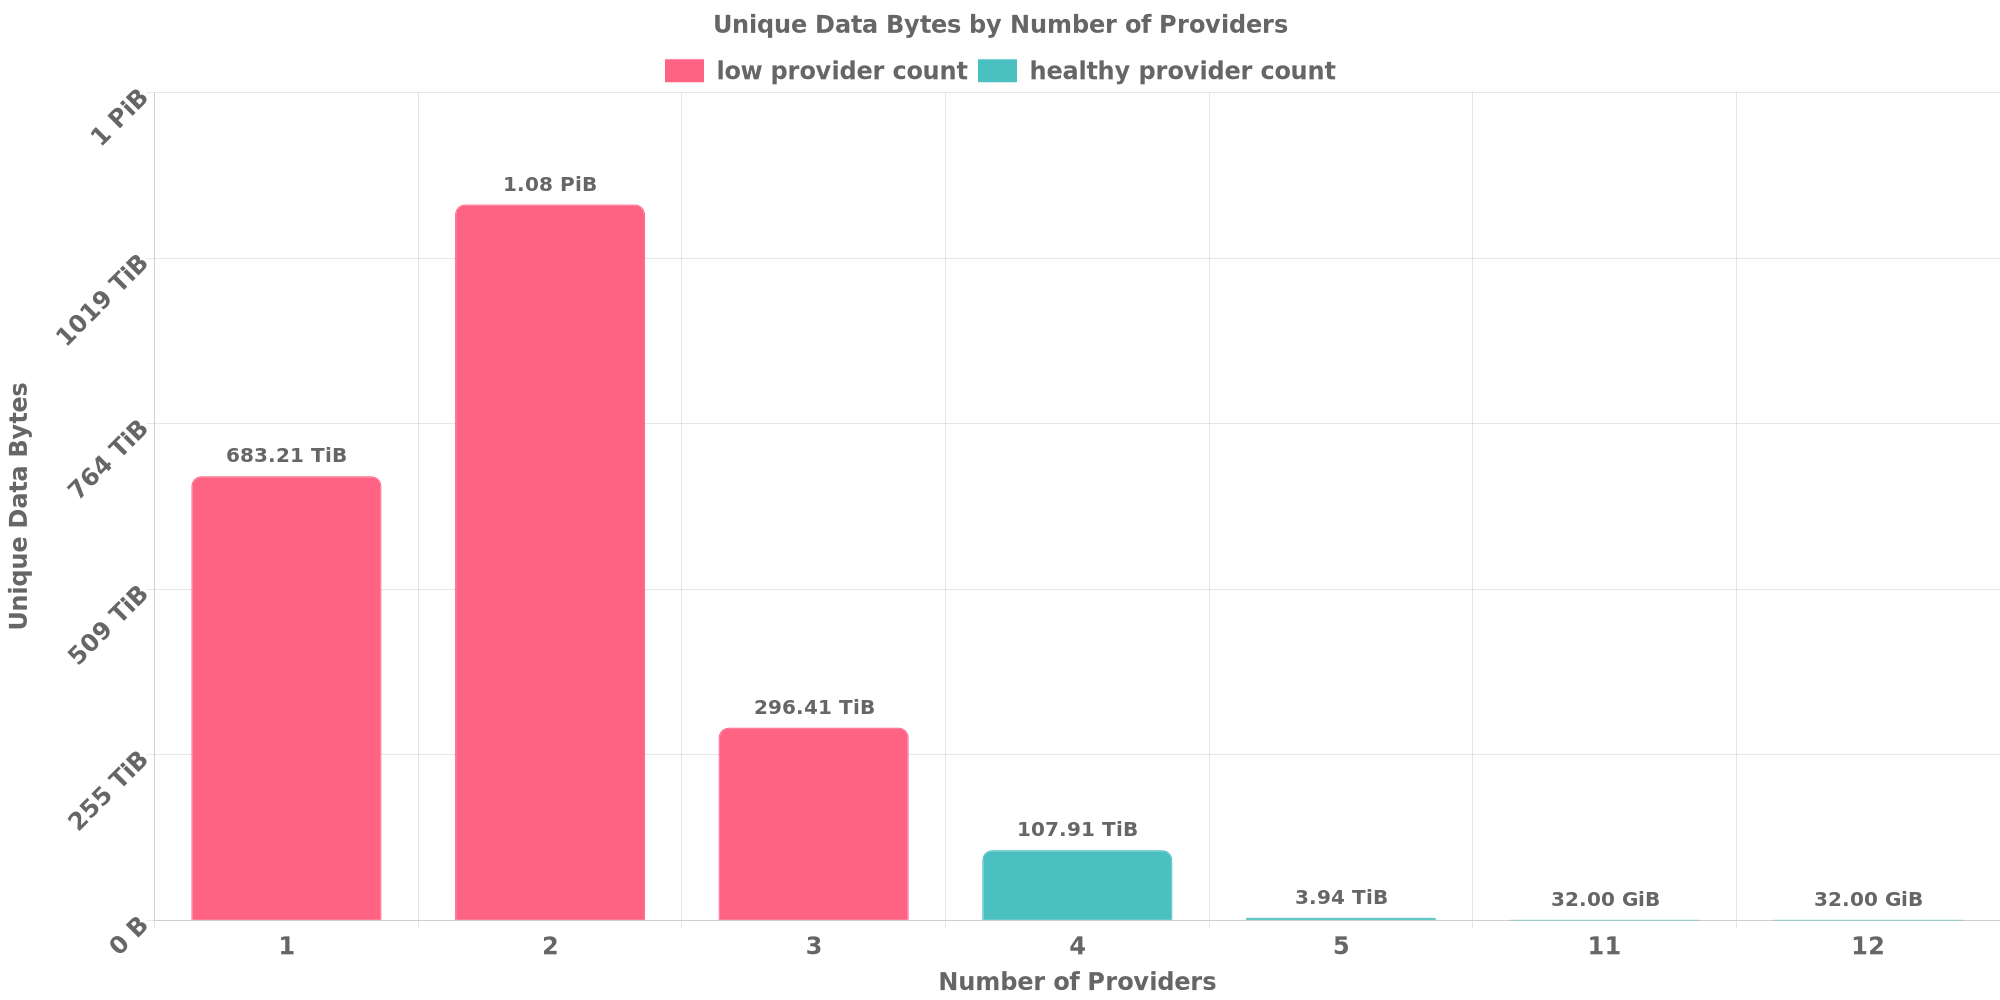 Unique Data Bytes by Number of Providers
low provider count healthy provider count
1 PiB
1019 TiB
764 TiB
509 TiB
255 TiB
0 B
Unique Data Bytes
683.21 TiB
1.08 PiB
296.41 TiB
107.91 TiB
3.94 TiB
32.00 GiB
32.00 GiB
1 2 3 4 5 11 12
Number of Providers